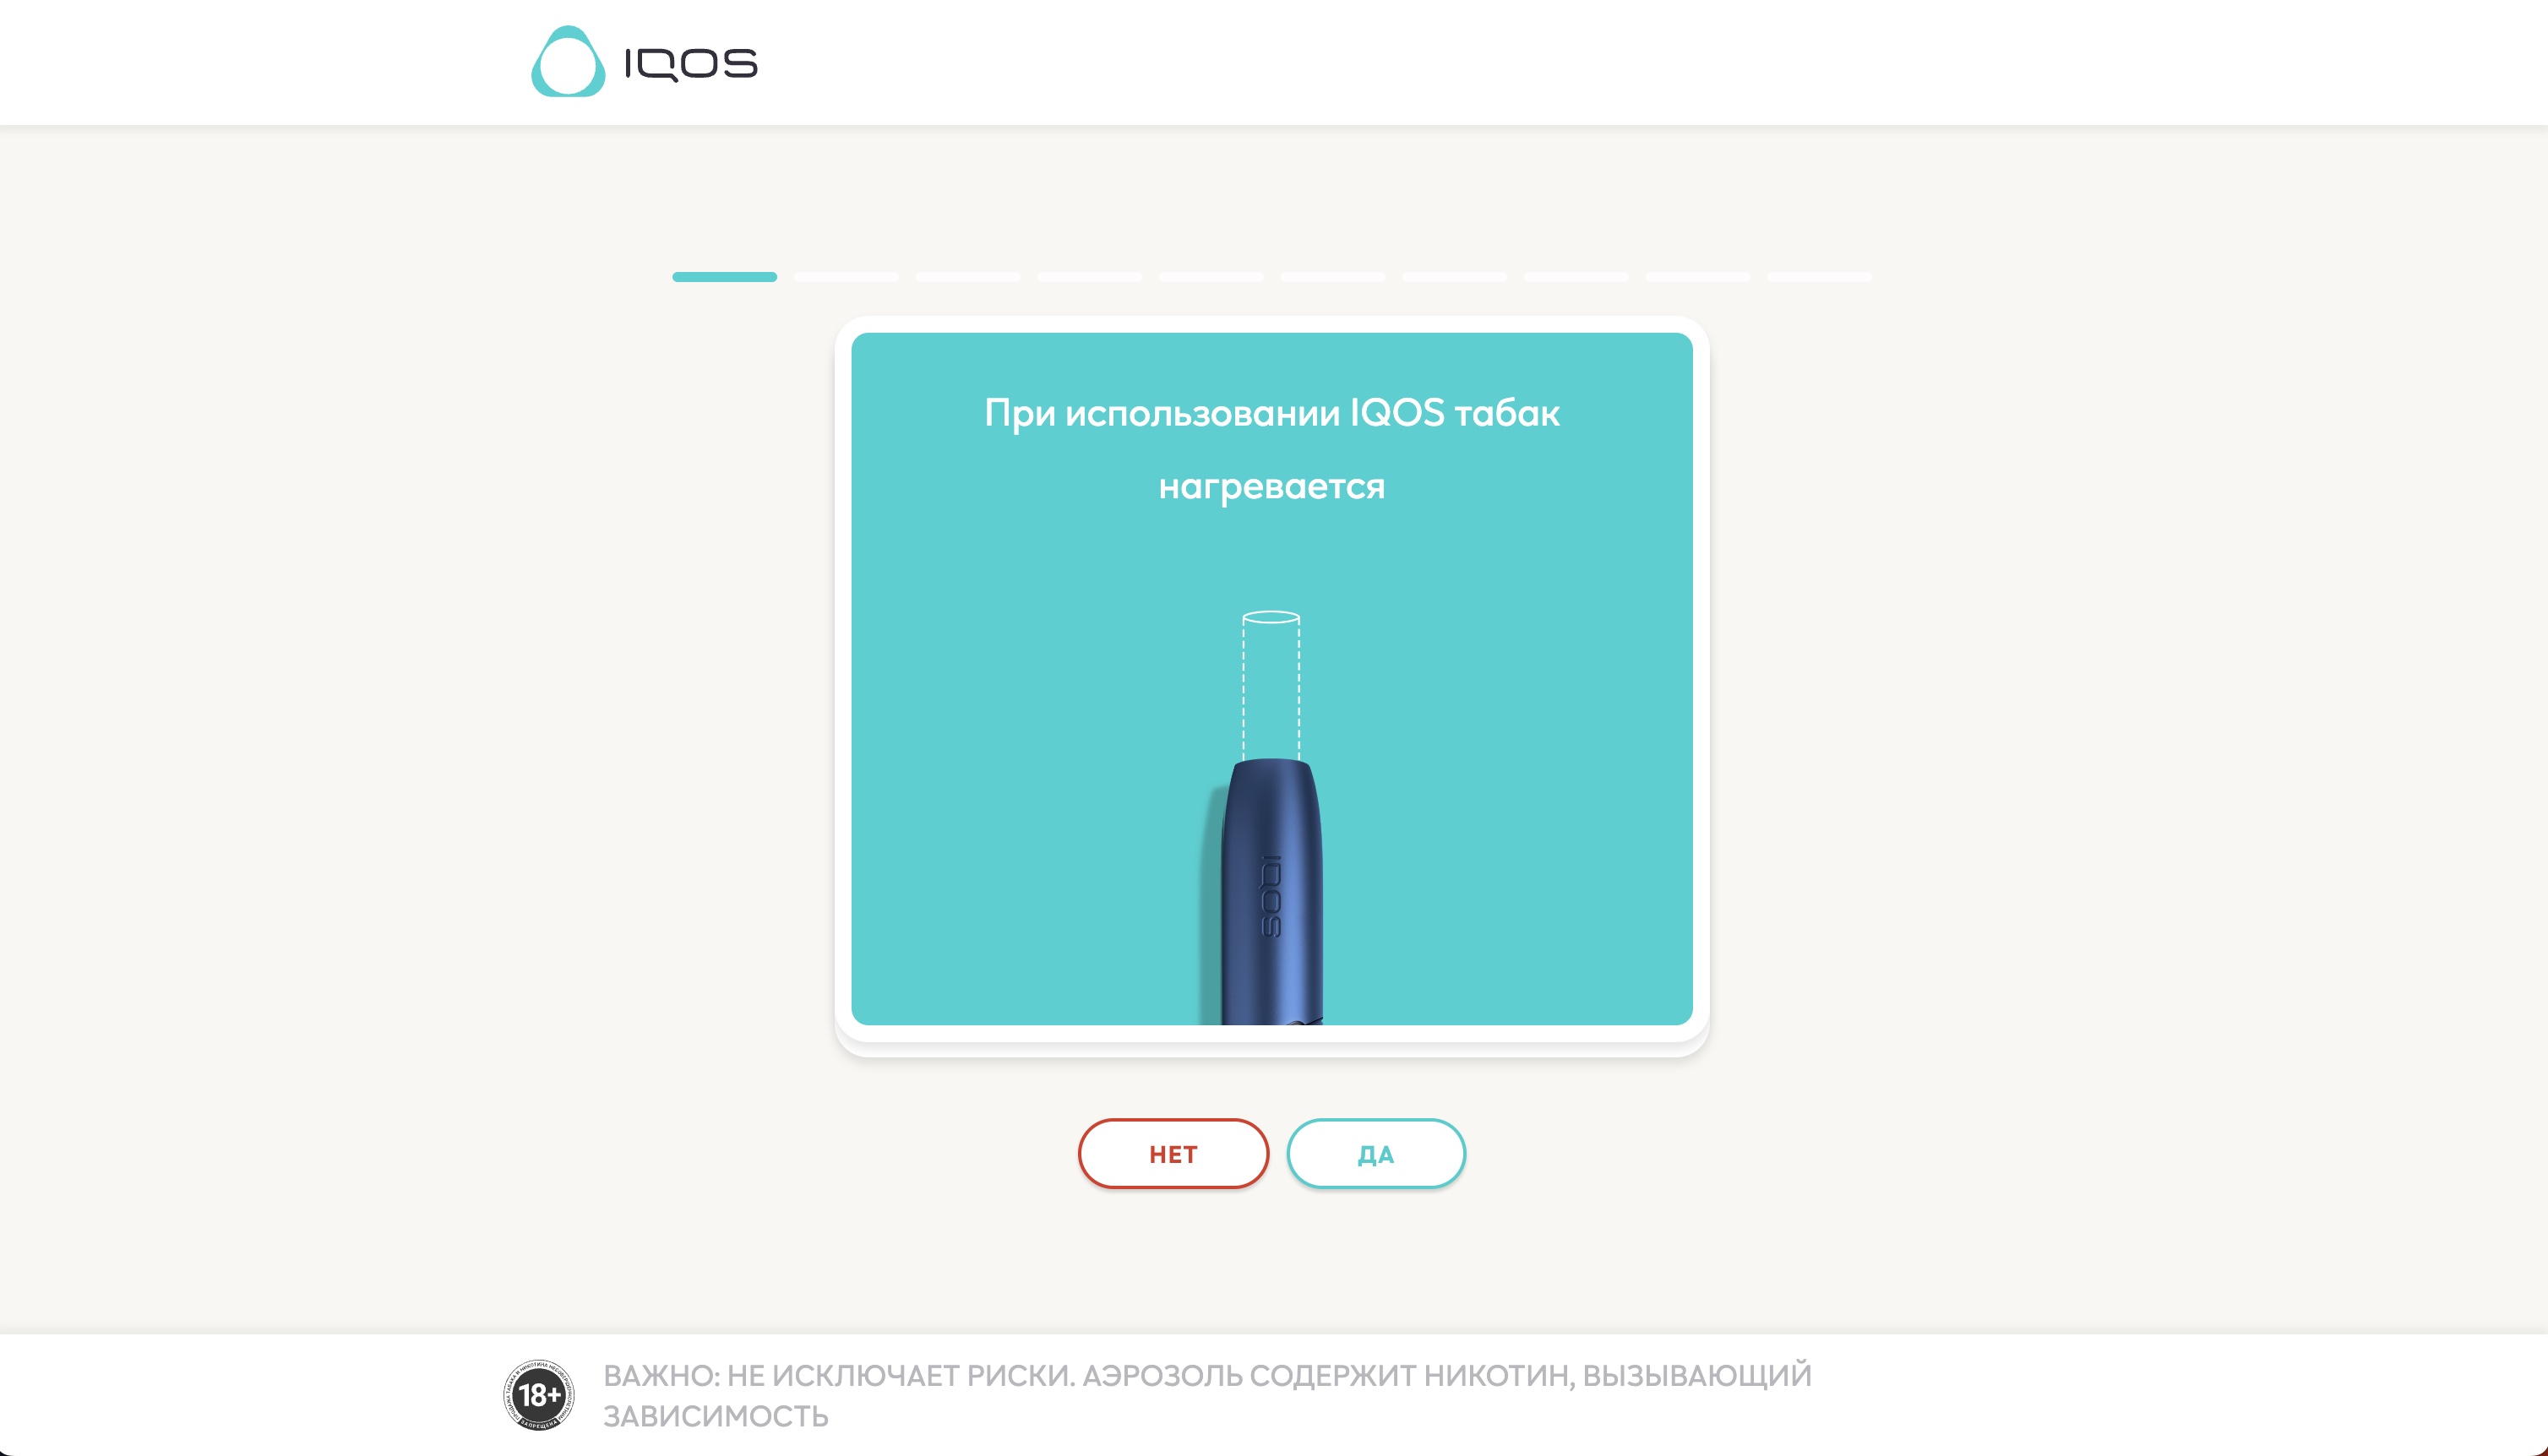 IQOS
При использовании IQOS табак
нагревается
IQOS
НЕТ
ДА
18+
ЗАПРЕЩЕНА
ВАЖНО: НЕ ИСКЛЮЧАЕТ РИСКИ. АЭРОЗОЛЬ СОДЕРЖИТ НИКОТИН, ВЫЗЫВАЮЩИЙ
ЗАВИСИМОСТЬ